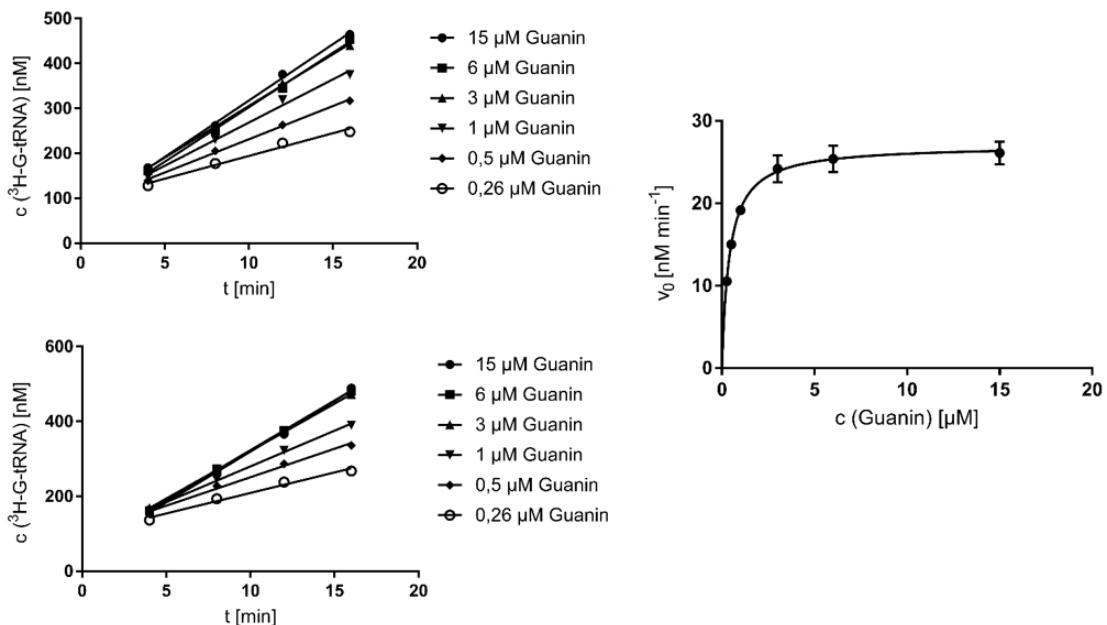 500
400
300
200
100
0
c (³H-G-tRNA) [nM]
0 5 10 15 20
t [min]
15 µM Guanin
6 µM Guanin
3 µM Guanin
1 µM Guanin
0,5 µM Guanin
0,26 µM Guanin
600
400
200
0
c (³H-G-tRNA) [nM]
0 5 10 15 20
t [min]
15 µM Guanin
6 µM Guanin
3 µM Guanin
1 µM Guanin
0,5 µM Guanin
0,26 µM Guanin
40
30
20
10
0
v₀ [nM min⁻¹]
0 5 10 15 20
c (Guanin) [µM]